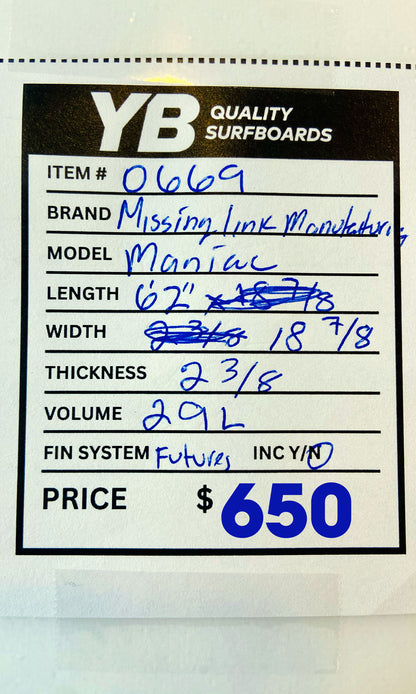 YB QUALITY SURFBOARDS
ITEM # 0669
BRAND Missing link Manufacturing
MODEL Maniac
LENGTH 6'2"
WIDTH 18 7/8
THICKNESS 2 3/8
VOLUME 29 L
FIN SYSTEM Futures INC Y/N
PRICE $ 650